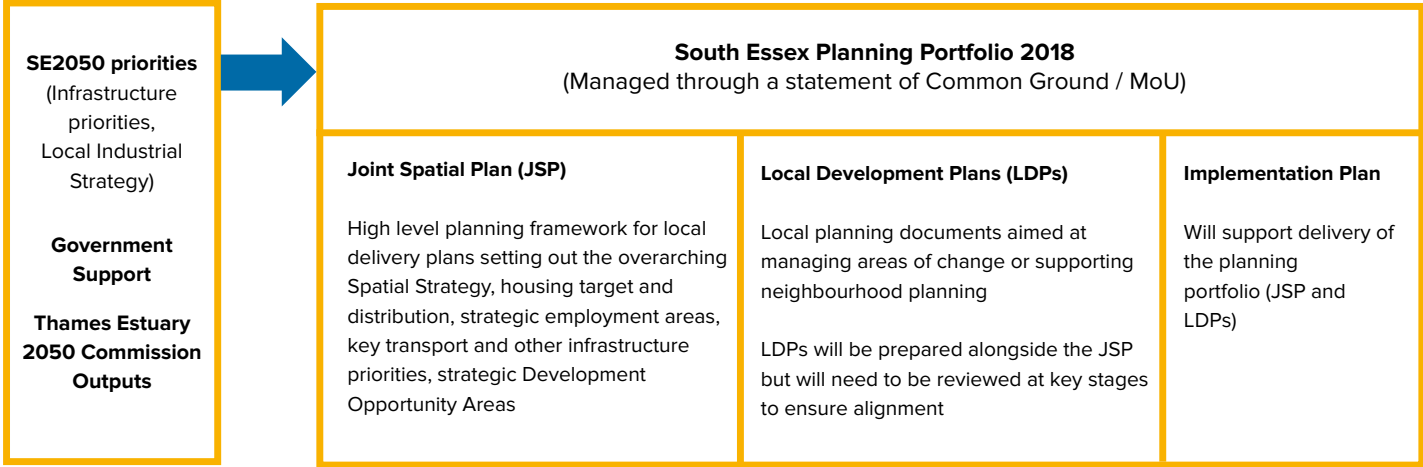 SE2050 priorities
(Infrastructure
priorities,
Local Industrial
Strategy)
Government
Support
Thames Estuary
2050 Commission
Outputs
South Essex Planning Portfolio 2018
(Managed through a statement of Common Ground / MoU)
Joint Spatial Plan (JSP)
High level planning framework for local
delivery plans setting out the overarching
Spatial Strategy, housing target and
distribution, strategic employment areas,
key transport and other infrastructure
priorities, strategic Development
Opportunity Areas
Local Development Plans (LDPs)
Local planning documents aimed at
managing areas of change or supporting
neighbourhood planning
LDPs will be prepared alongside the JSP
but will need to be reviewed at key stages
to ensure alignment
Implementation Plan
Will support delivery of
the planning
portfolio (JSP and
LDPs)